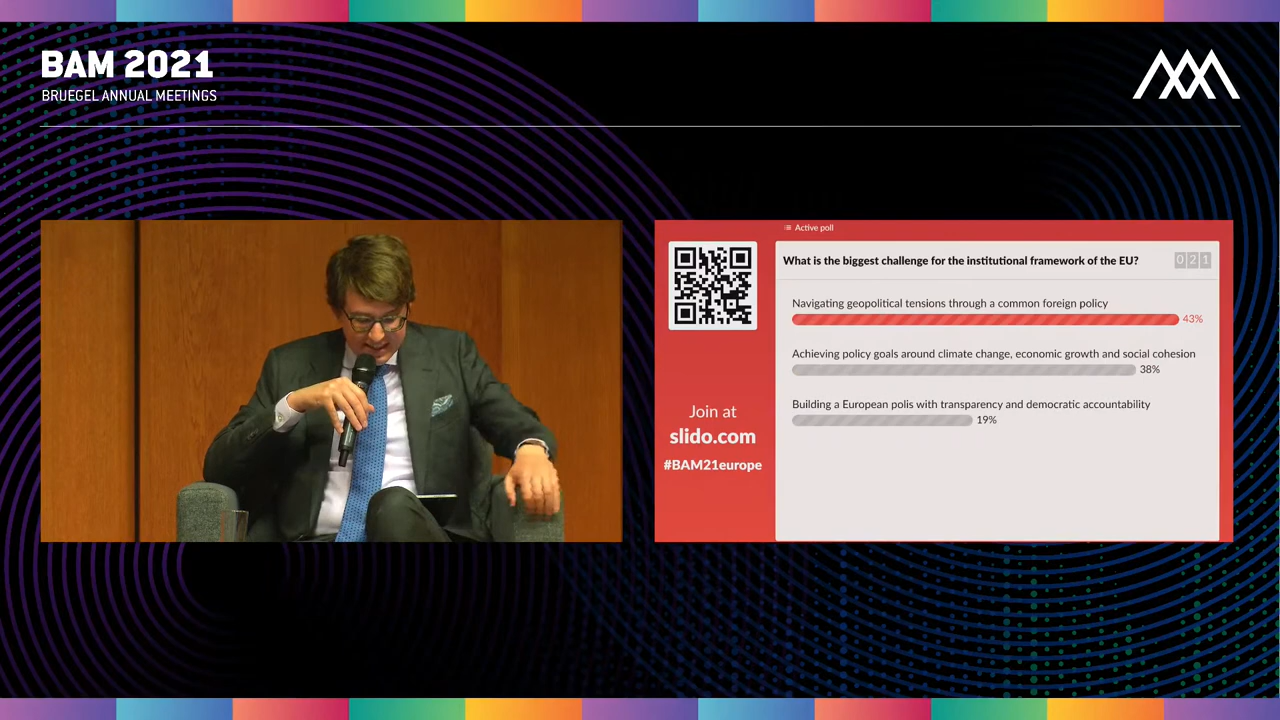 BAM 2021
BRUEGEL ANNUAL MEETINGS
Active poll
What is the biggest challenge for the institutional framework of the EU?
021
Navigating geopolitical tensions through a common foreign policy
43%
Achieving policy goals around climate change, economic growth and social cohesion
38%
Building a European polis with transparency and democratic accountability
19%
Join at
slido.com
#BAM21europe